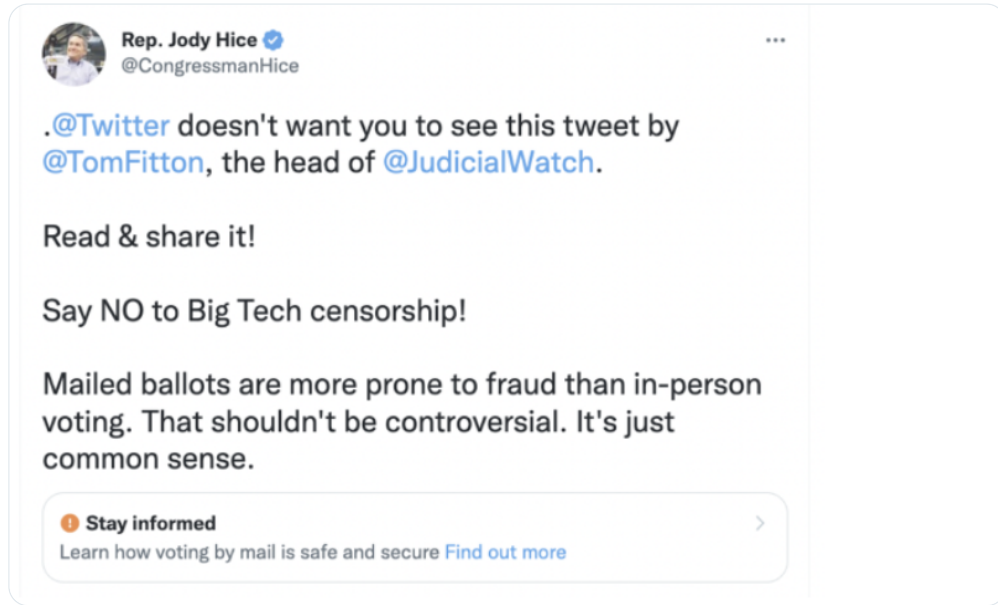 Rep. Jody Hice
@CongressmanHice
.@Twitter doesn't want you to see this tweet by
@TomFitton, the head of @JudicialWatch.
Read & share it!
Say NO to Big Tech censorship!
Mailed ballots are more prone to fraud than in-person
voting. That shouldn't be controversial. It's just
common sense.
Stay informed
Learn how voting by mail is safe and secure Find out more